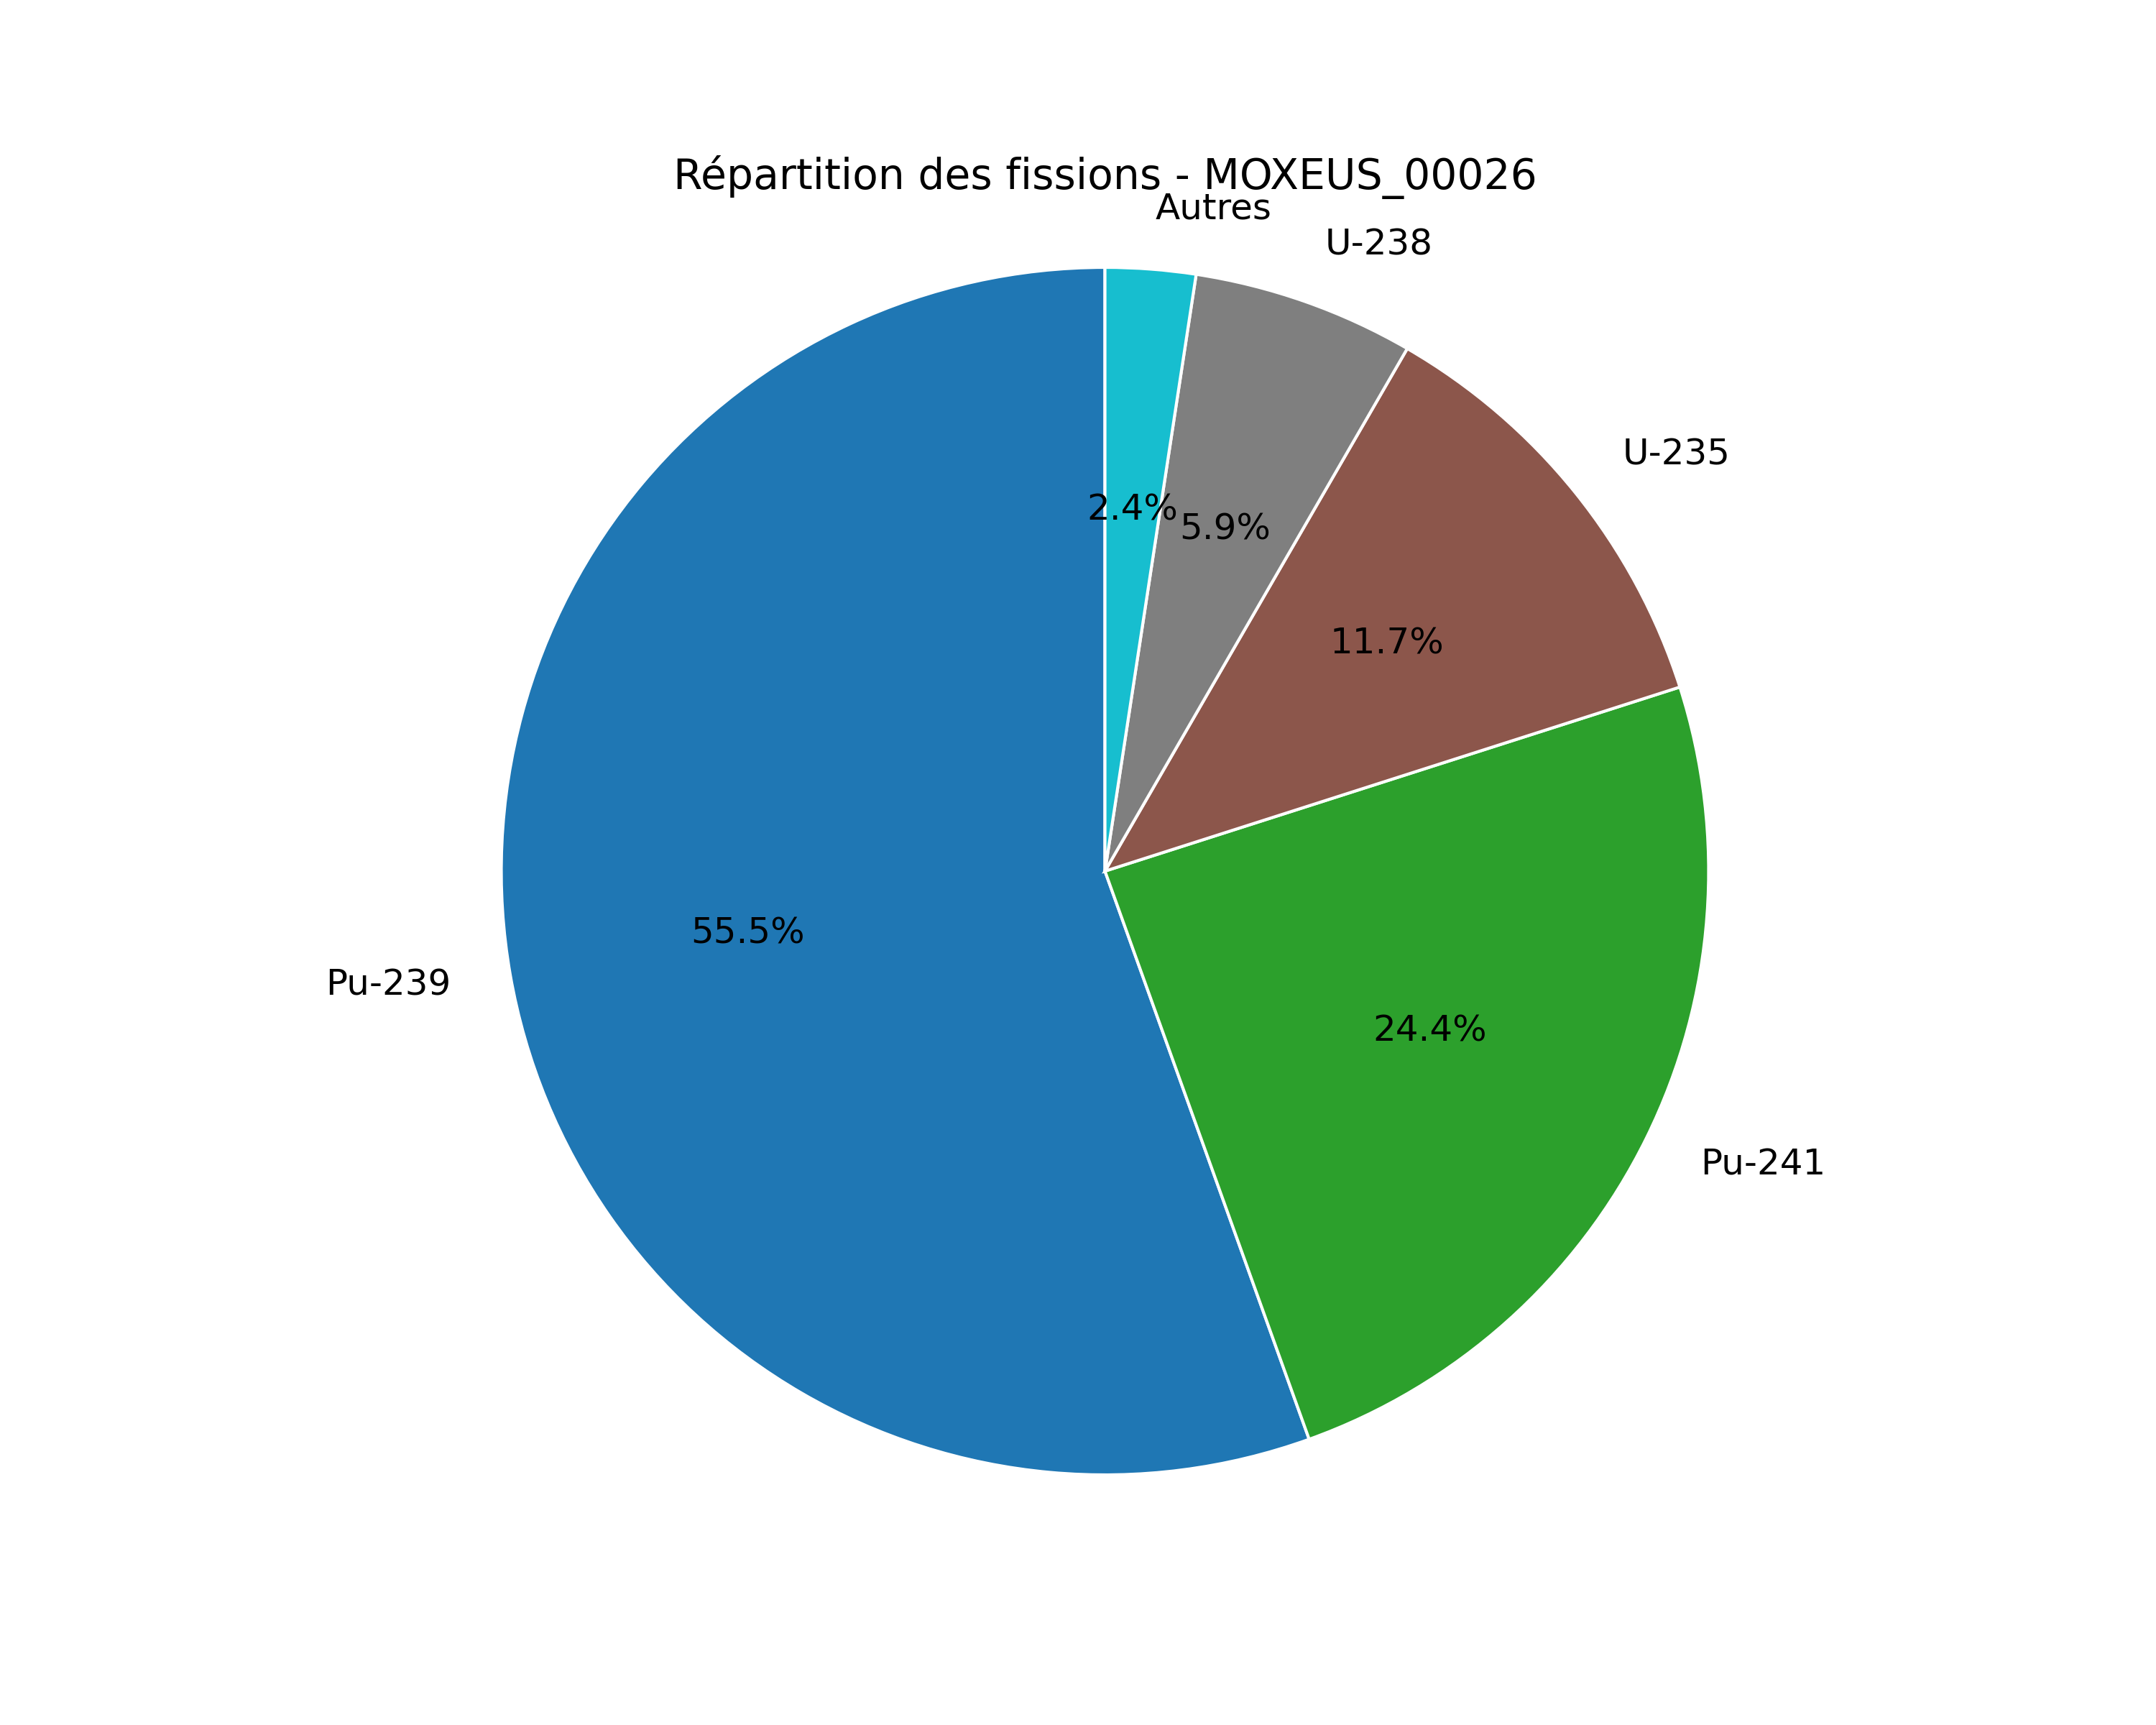 Répartition des fissions - MOXEUS_00026
Autres
U-238
U-235
2.4%
5.9%
11.7%
55.5%
Pu-239
24.4%
Pu-241